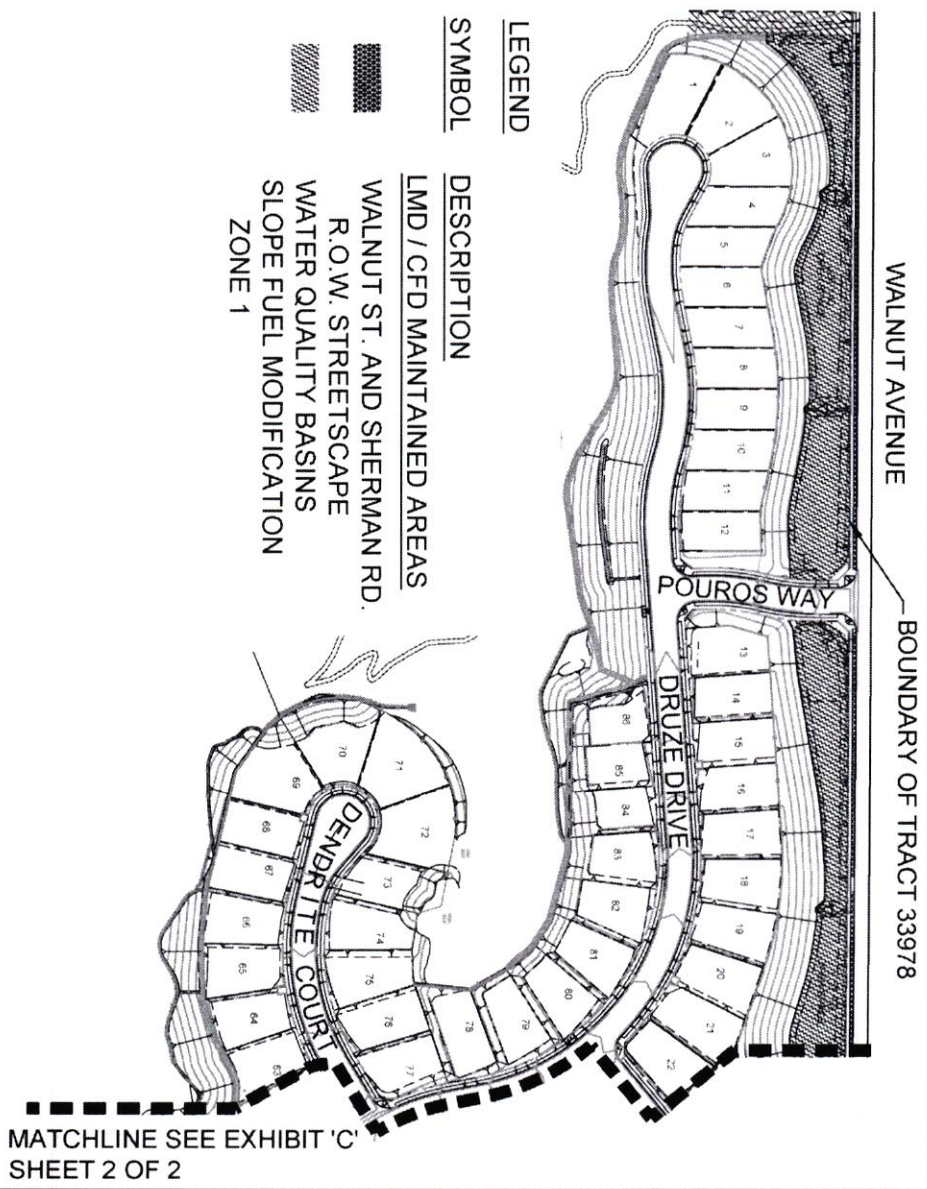 LEGEND
SYMBOL
DESCRIPTION
LMD / CFD MAINTAINED AREAS
WALNUT ST. AND SHERMAN RD.
R.O.W. STREETSCAPE
WATER QUALITY BASINS
SLOPE FUEL MODIFICATION
ZONE 1
WALNUT AVENUE
BOUNDARY OF TRACT 33978
POUROS WAY
DRUZE DRIVE
DENDRITE COURT
1
2
3
4
5
6
7
8
9
10
11
12
13
14
15
16
17
18
19
20
21
22
86
85
84
83
82
81
80
79
78
77
76
75
74
73
72
71
70
69
68
67
66
65
64
63
MATCHLINE SEE EXHIBIT 'C'
SHEET 2 OF 2